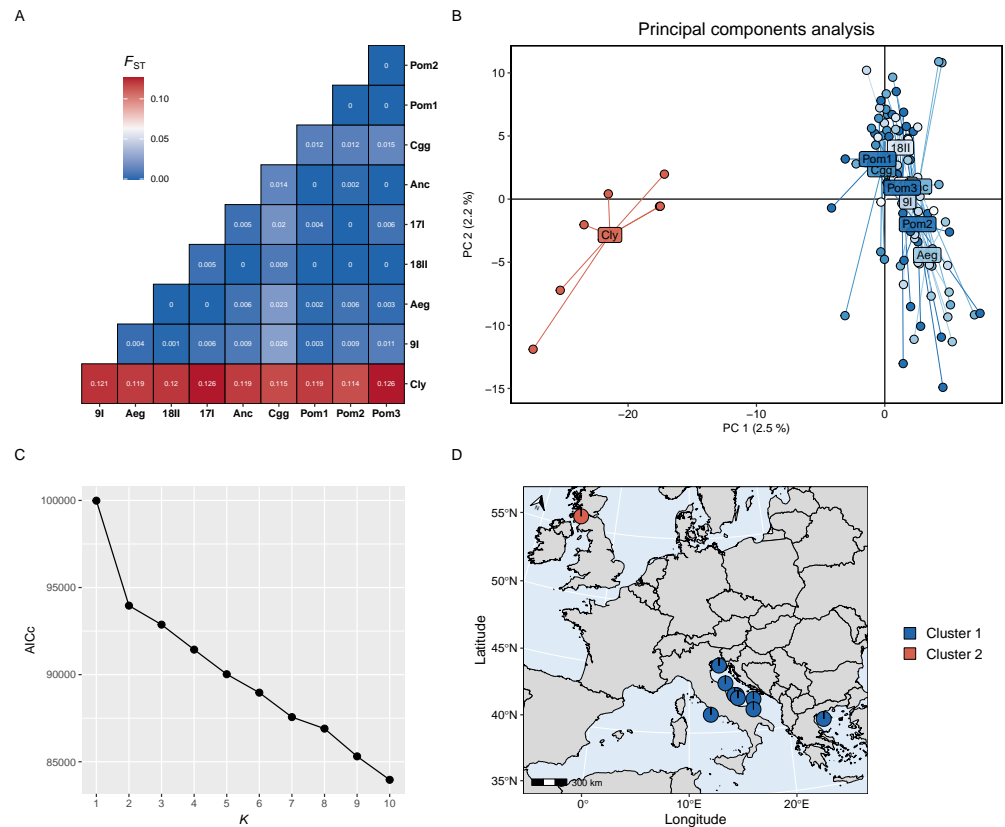 A
F_ST
0.10
0.05
0.00
0 Pom2
0 0 Pom1
0.012 0.012 0.015 Cgg
0.014 0 0.002 0 Anc
0.005 0.02 0.004 0 0.006 17I
0.005 0 0.009 0 0 0 18II
0 0 0.006 0.023 0.002 0.006 0.003 Aeg
0.004 0.001 0.006 0.009 0.026 0.003 0.009 0.011 9I
0.121 0.119 0.12 0.126 0.119 0.115 0.119 0.114 0.126 Cly
9I Aeg 18II 17I Anc Cgg Pom1 Pom2 Pom3
B
Principal components analysis
PC 2 (2.2 %)
10
5
0
−5
−10
−15
18II
Pom1
Cgg
Pom3
9I
Pom2
Cly
Aeg
−20 −10 0
PC 1 (2.5 %)
C
AICc
100000
95000
90000
85000
1 2 3 4 5 6 7 8 9 10
K
D
N
Latitude
55°N
50°N
45°N
40°N
35°N
300 km
0° 10°E 20°E
Longitude
Cluster 1
Cluster 2